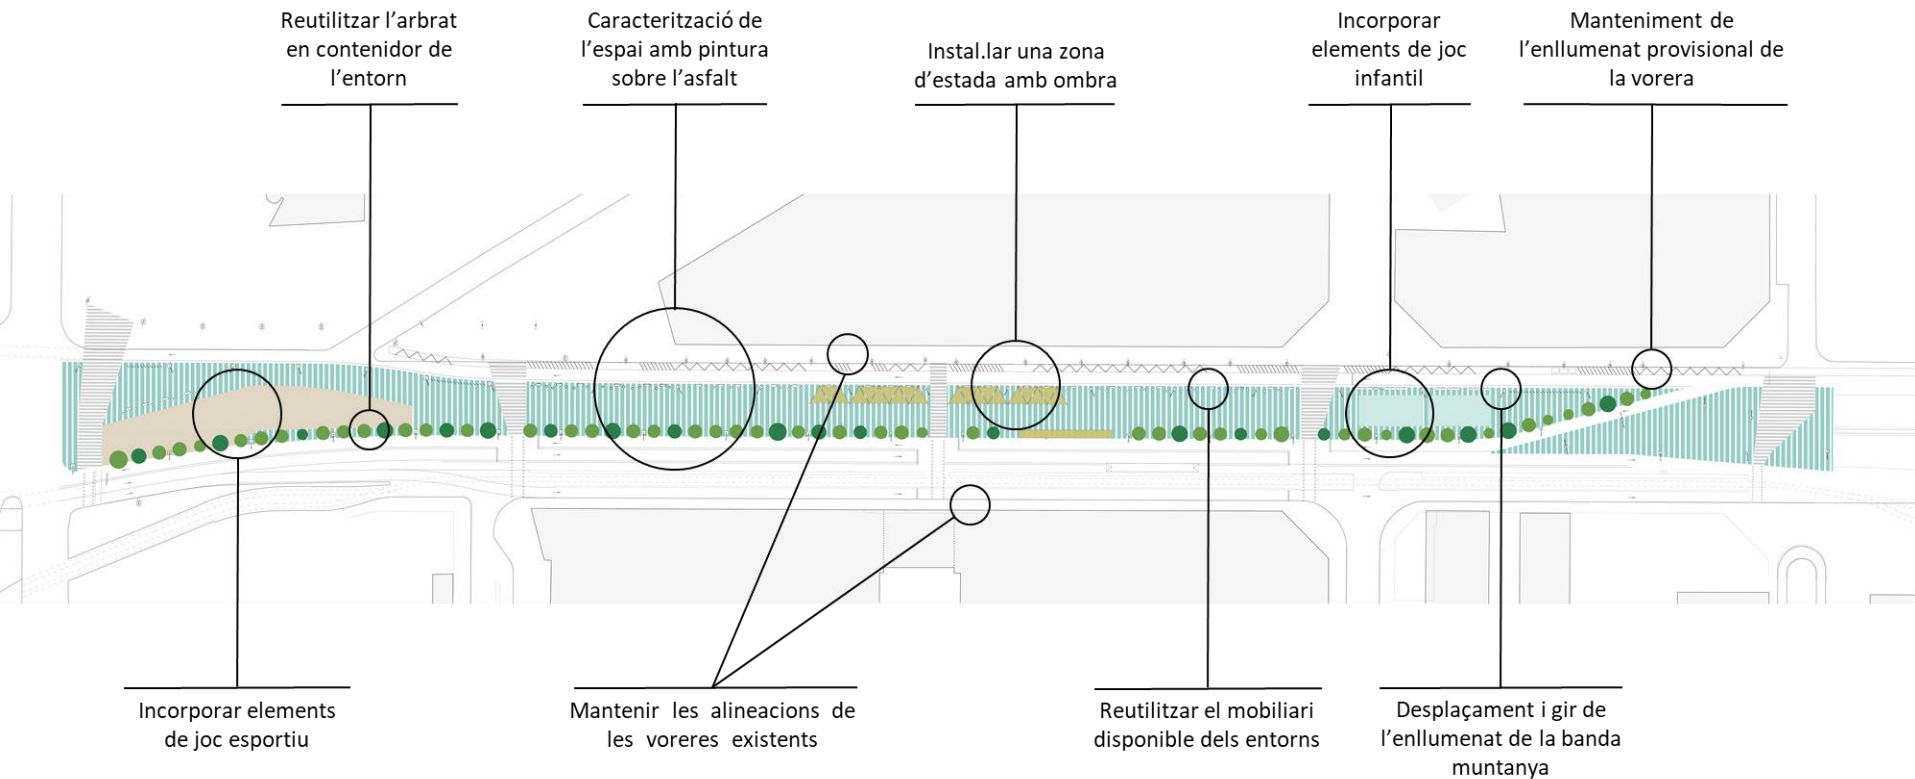 Reutilitzar l’arbrat
en contenidor de
l’entorn
Caracterització de
l’espai amb pintura
sobre l’asfalt
Instal.lar una zona
d’estada amb ombra
Incorporar
elements de joc
infantil
Manteniment de
l’enllumenat provisional de
la vorera
Incorporar elements
de joc esportiu
Mantenir les alineacions de
les voreres existents
Reutilitzar el mobiliari
disponible dels entorns
Desplaçament i gir de
l’enllumenat de la banda
muntanya